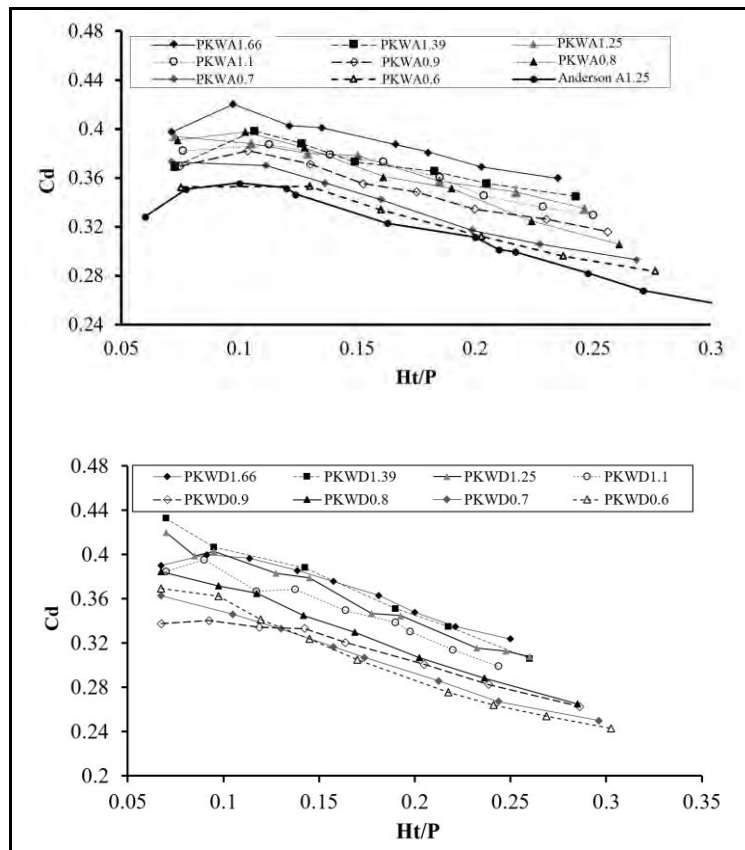 0.48
PKWA1.66 PKWA1.39 PKWA1.25
PKWA1.1 PKWA0.9 PKWA0.8
PKWA0.7 PKWA0.6 Anderson A1.25
0.44
0.4
0.36
0.32
0.28
0.24
Cd
0.05 0.1 0.15 0.2 0.25 0.3
Ht/P
0.48
PKWD1.66 PKWD1.39 PKWD1.25 PKWD1.1
PKWD0.9 PKWD0.8 PKWD0.7 PKWD0.6
0.44
0.4
0.36
0.32
0.28
0.24
0.2
Cd
0.05 0.1 0.15 0.2 0.25 0.3 0.35
Ht/P